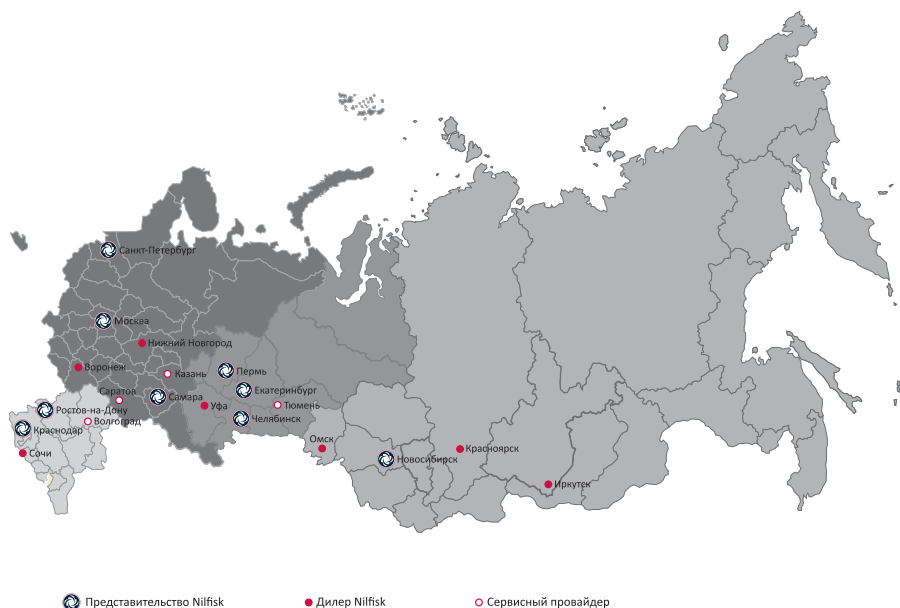 Санкт-Петербург
Москва
Нижний Новгород
Воронеж
Казань
Пермь
Екатеринбург
Саратов
Самара
Уфа
Тюмень
Ростов-на-Дону
Волгоград
Челябинск
Краснодар
Сочи
Омск
Новосибирск
Красноярск
Иркутск
Представительство Nilfisk
Дилер Nilfisk
Сервисный провайдер